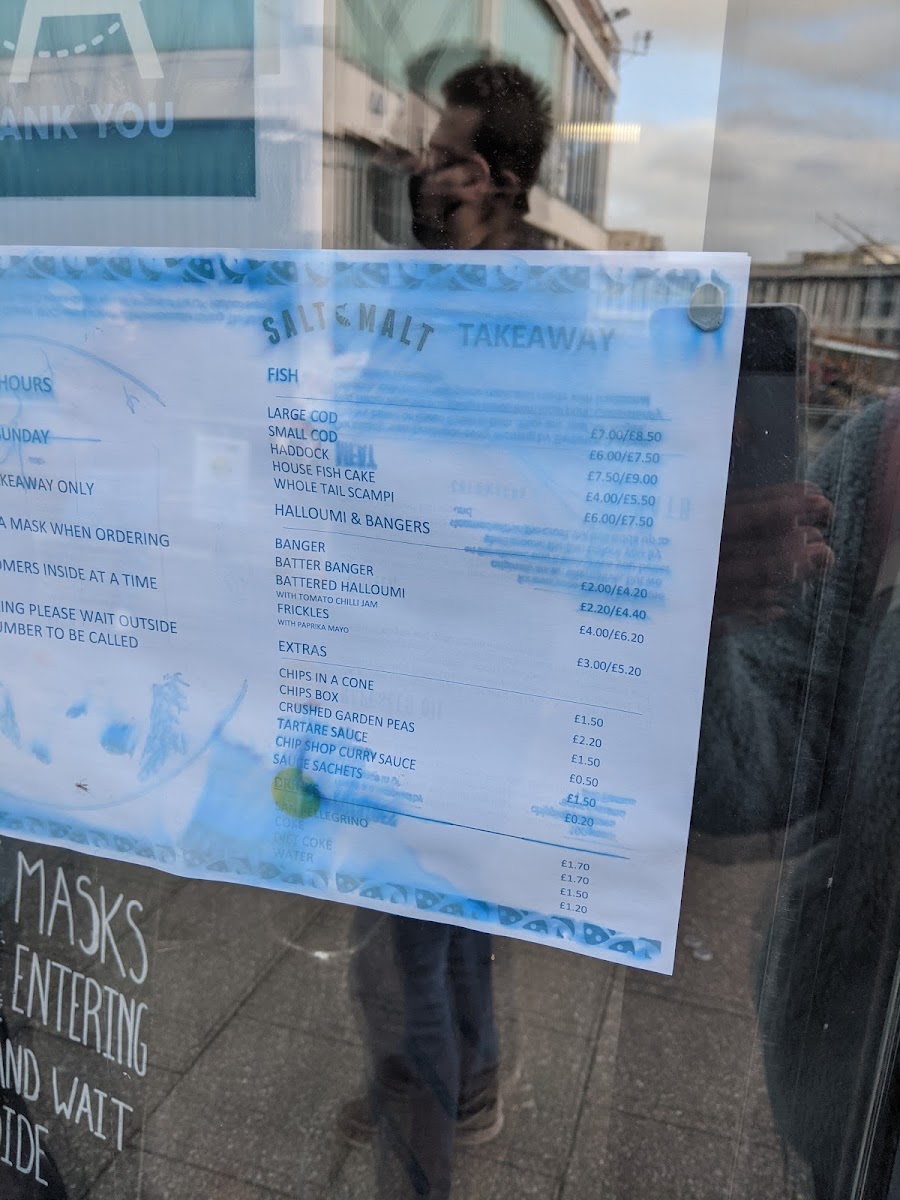 ANK YOU
SALT & MALT TAKEAWAY
HOURS
SUNDAY
KEAWAY ONLY
A MASK WHEN ORDERING
OMERS INSIDE AT A TIME
ING PLEASE WAIT OUTSIDE
UMBER TO BE CALLED
FISH
LARGE COD £7.00/£8.50
SMALL COD £6.00/£7.50
HADDOCK £7.50/£9.00
HOUSE FISH CAKE £4.00/£5.50
WHOLE TAIL SCAMPI £6.00/£7.50
HALLOUMI & BANGERS
BANGER £2.00/£4.20
BATTER BANGER £2.20/£4.40
BATTERED HALLOUMI £4.00/£6.20
WITH TOMATO CHILLI JAM
FRICKLES £3.00/£5.20
WITH PAPRIKA MAYO
EXTRAS
CHIPS IN A CONE £1.50
CHIPS BOX £2.20
CRUSHED GARDEN PEAS £1.50
TARTARE SAUCE £0.50
CHIP SHOP CURRY SAUCE £1.50
SAUCE SACHETS £0.20
PELLEGRINO £1.70
COKE £1.70
DIET COKE £1.50
WATER £1.20
MASKS
ENTERING
AND WAIT
IDE